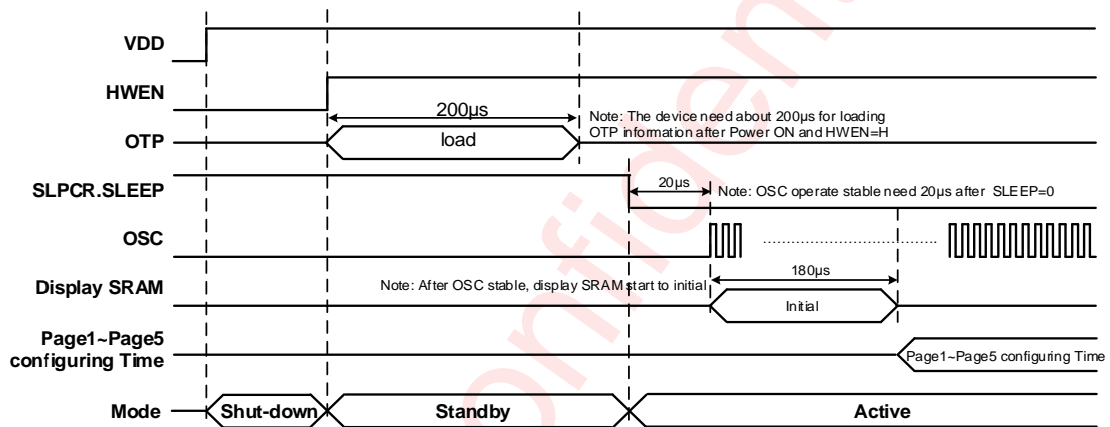 VDD
HWEN
200µs
Note: The device need about 200µs for loading
OTP information after Power ON and HWEN=H
OTP
load
SLPCR.SLEEP
20µs
Note: OSC operate stable need 20µs after SLEEP=0
OSC
180µs
Display SRAM
Note: After OSC stable, display SRAM start to initial
Initial
Page1~Page5
configuring Time
Page1~Page5 configuring Time
Mode
Shut-down
Standby
Active